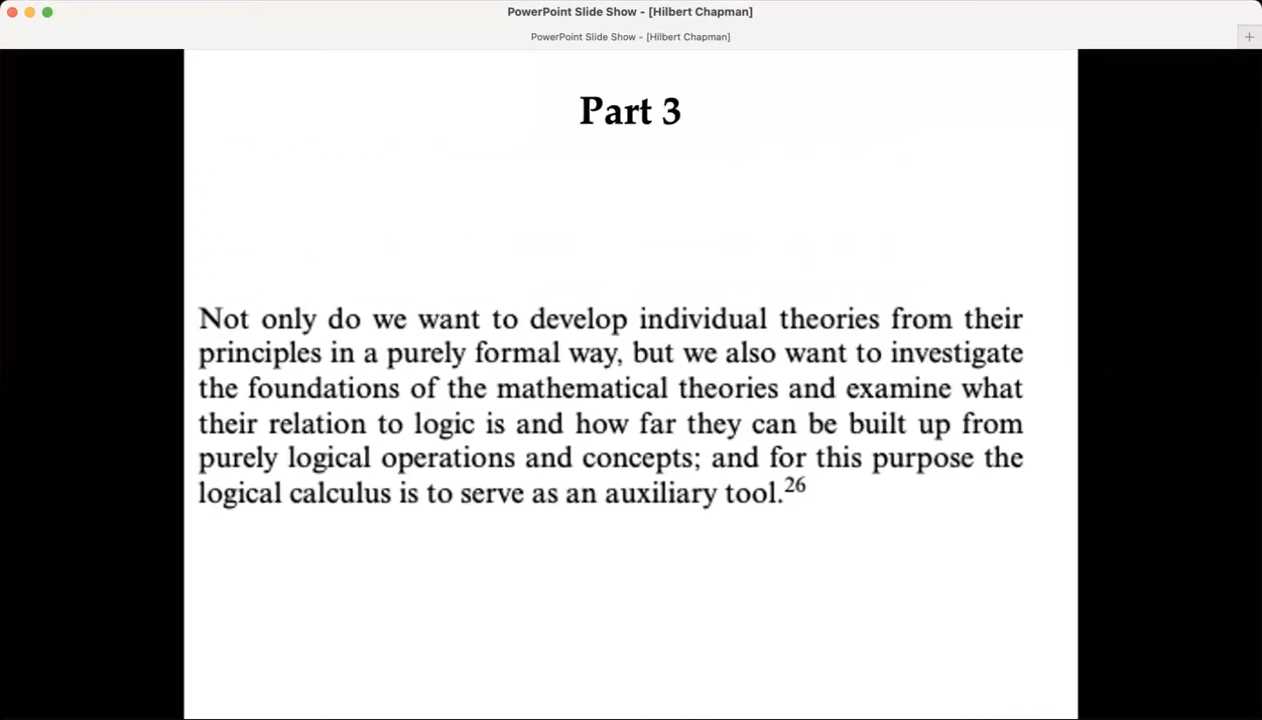 PowerPoint Slide Show - [Hilbert Chapman]
PowerPoint Slide Show - [Hilbert Chapman]
Part 3
Not only do we want to develop individual theories from their
principles in a purely formal way, but we also want to investigate
the foundations of the mathematical theories and examine what
their relation to logic is and how far they can be built up from
purely logical operations and concepts; and for this purpose the
logical calculus is to serve as an auxiliary tool.26